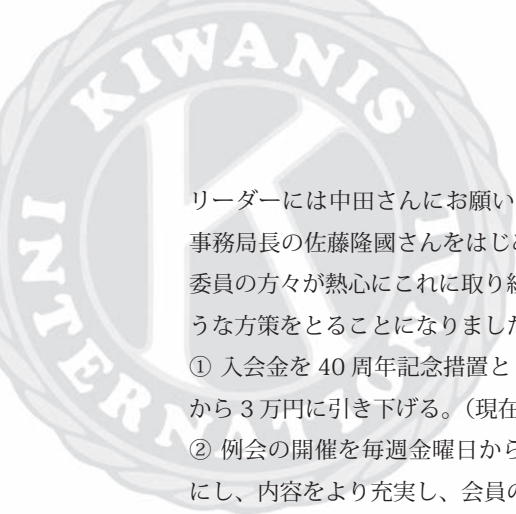 KIWANIS
INTERNATIONAL
K
リーダーには中田さんにお願い
事務局長の佐藤隆國さんをはじ
委員の方々が熱心にこれに取り
うな方策をとることになりまし
① 入会金を 40 周年記念措置と
から 3 万円に引き下げる。（現在
② 例会の開催を毎週金曜日から
にし、内容をより充実し、会員の